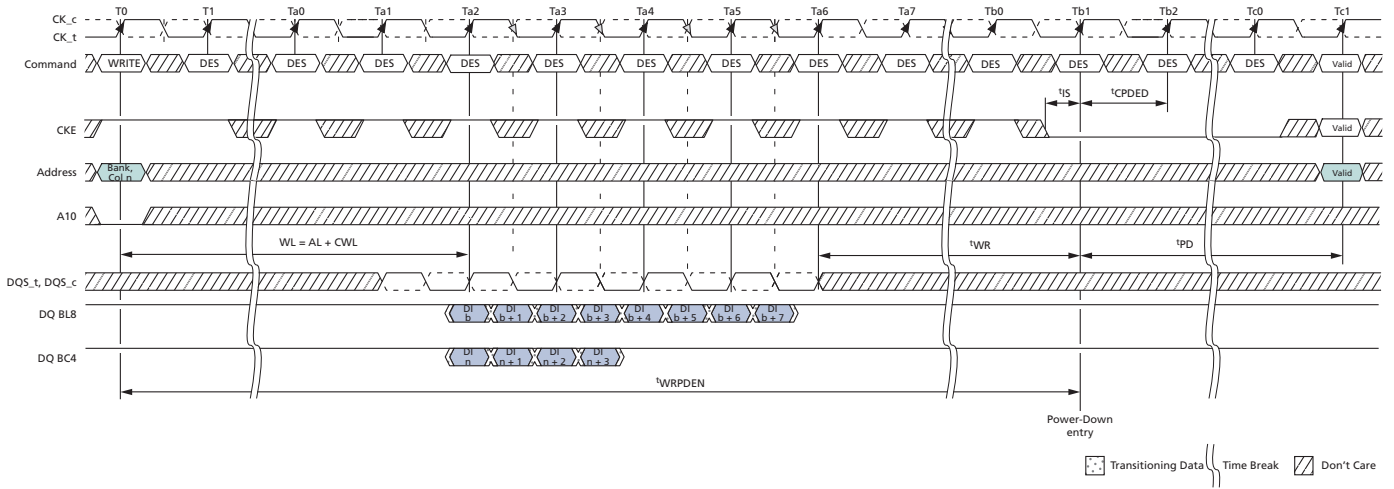 T0 T1 Ta0 Ta1 Ta2 Ta3 Ta4 Ta5 Ta6 Ta7 Tb0 Tb1 Tb2 Tc0 Tc1
CK_c
CK_t
Command WRITE DES DES DES DES DES DES DES DES DES DES DES DES DES Valid
tIS tCPDED
CKE Valid
Address Bank, Col n Valid
A10
WL = AL + CWL tWR tPD
DQS_t, DQS_c
DQ BL8 DI b DI b + 1 DI b + 2 DI b + 3 DI b + 4 DI b + 5 DI b + 6 DI b + 7
DQ BC4 DI n DI n + 1 DI n + 2 DI n + 3
tWRPDEN
Power-Down
entry
Transitioning Data Time Break Don't Care